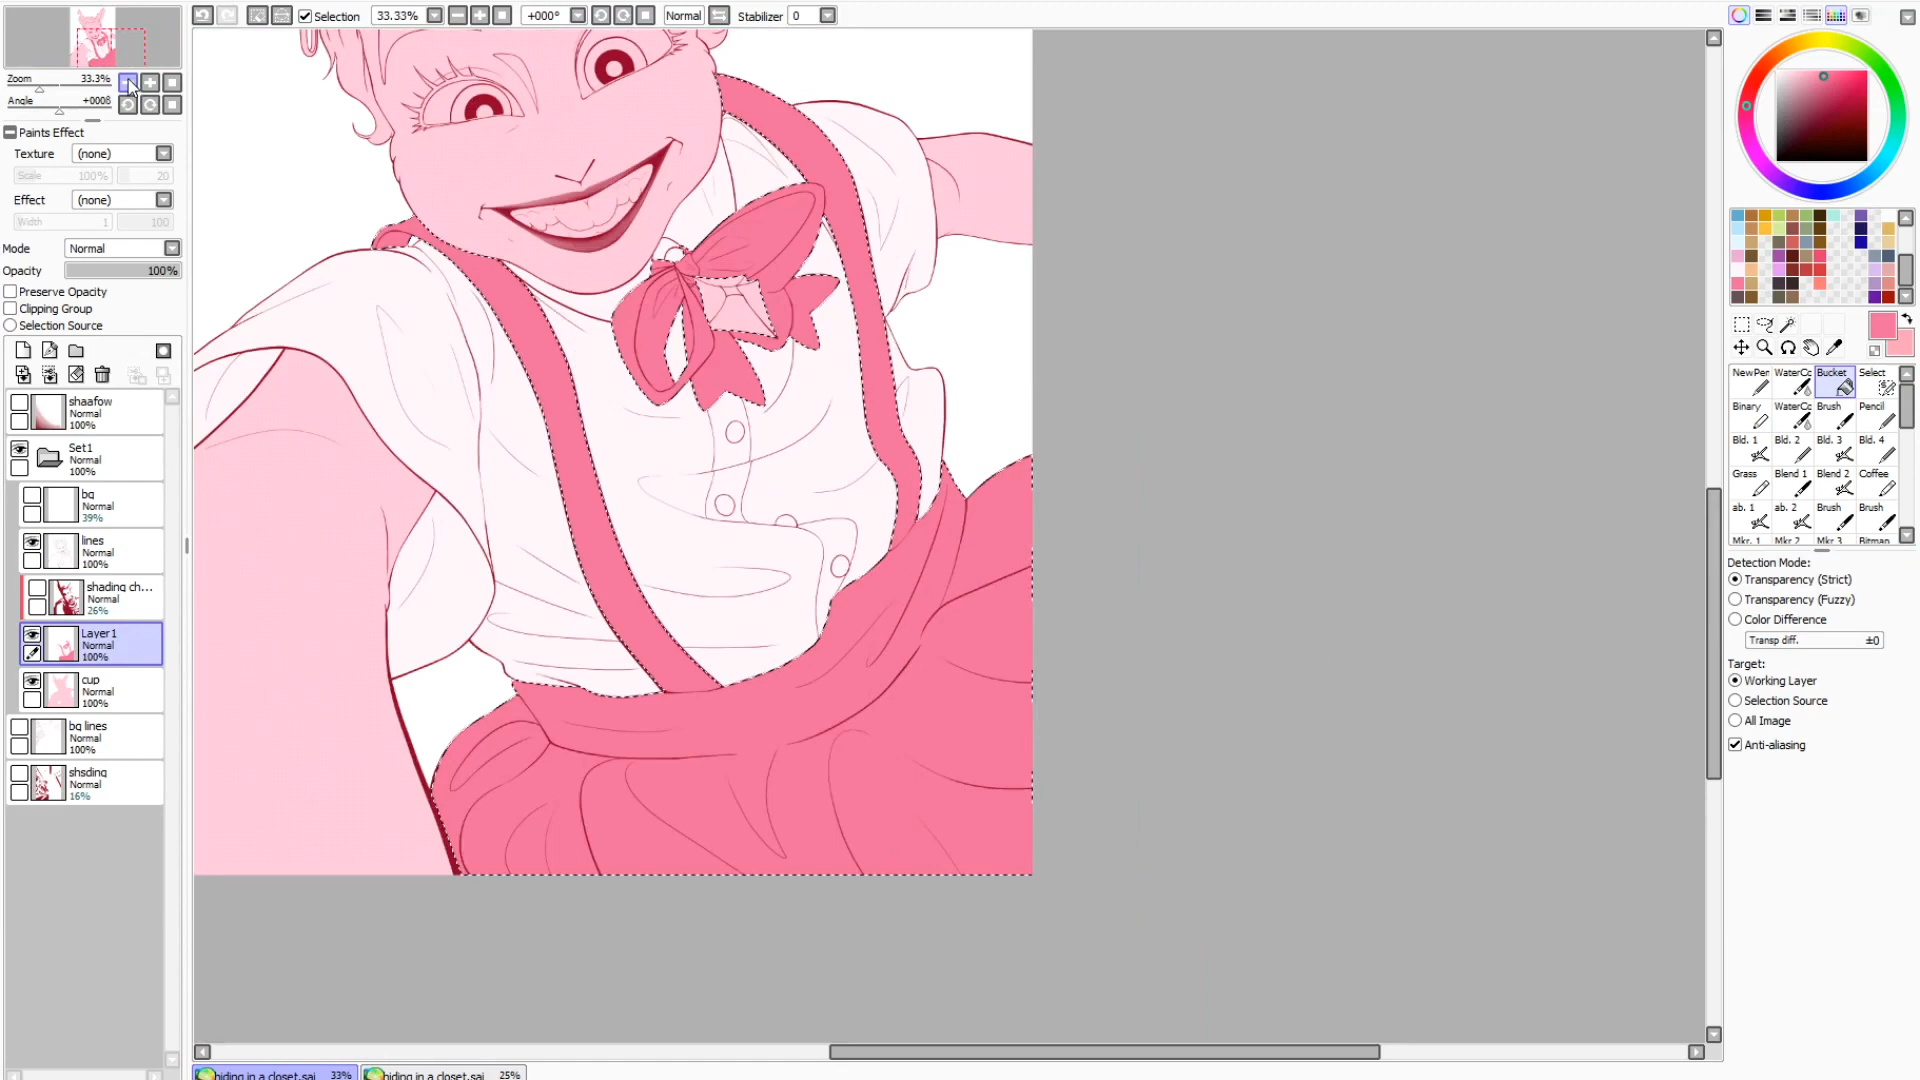 Selection
33.33%
+000°
Normal
Stabilizer
0
Zoom
33.3%
Angle
+000ß
Paints Effect
Texture
(none)
Scale
100%
20
Effect
(none)
Width
1
100
Mode
Normal
Opacity
100%
Preserve Opacity
Clipping Group
Selection Source
shaafow
Normal
100%
Set1
Normal
100%
bg
Normal
39%
lines
Normal
100%
shading ch...
Normal
26%
Layer1
Normal
100%
cup
Normal
100%
bg lines
Normal
100%
shsding
Normal
16%
NewPer
WaterCc
Bucket
Select
Binary
WaterCc
Brush
Pencil
Bld. 1
Bld. 2
Bld. 3
Bld. 4
Grass
Blend 1
Blend 2
Coffee
ab. 1
ab. 2
Brush
Brush
Mkr. 1
Mkr 2
Mkr 3
Bitman
Detection Mode:
Transparency (Strict)
Transparency (Fuzzy)
Color Difference
Transp diff.
±0
Target:
Working Layer
Selection Source
All Image
Anti-aliasing
hiding in a closet.sai
33%
hiding in a closet.sai
25%